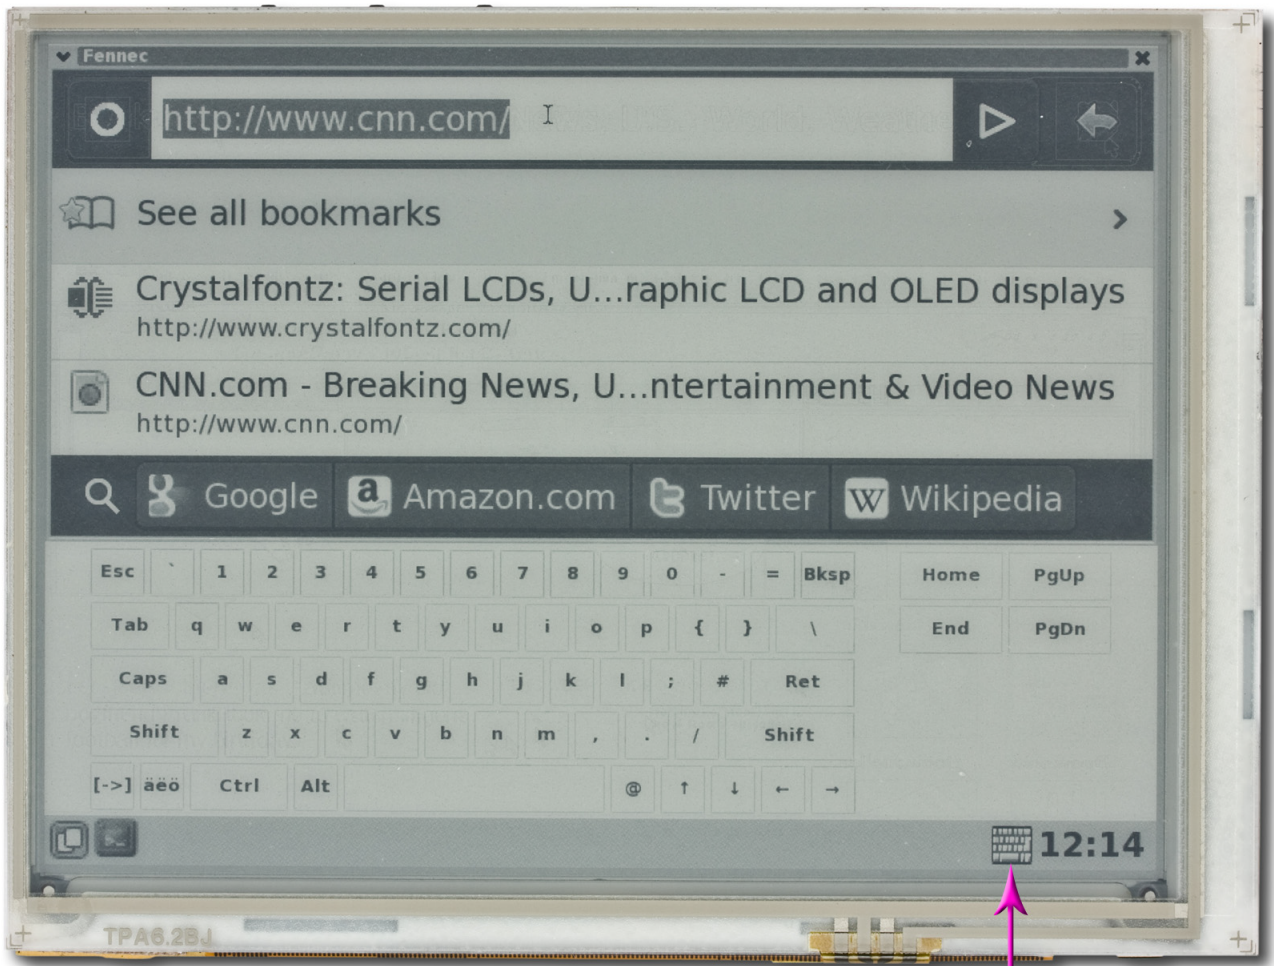 Fennec
http://www.cnn.com/
See all bookmarks
Crystalfontz: Serial LCDs, U...raphic LCD and OLED displays
http://www.crystalfontz.com/
CNN.com - Breaking News, U...ntertainment & Video News
http://www.cnn.com/
Google Amazon.com Twitter W Wikipedia
Esc ` 1 2 3 4 5 6 7 8 9 0 - = Bksp Home PgUp
Tab q w e r t y u i o p { } \ End PgDn
Caps a s d f g h j k l ; # Ret
Shift z x c v b n m , . / Shift
[->] äëö Ctrl Alt @ ↑ ↓ ← →
12:14
TPA6.2BJ